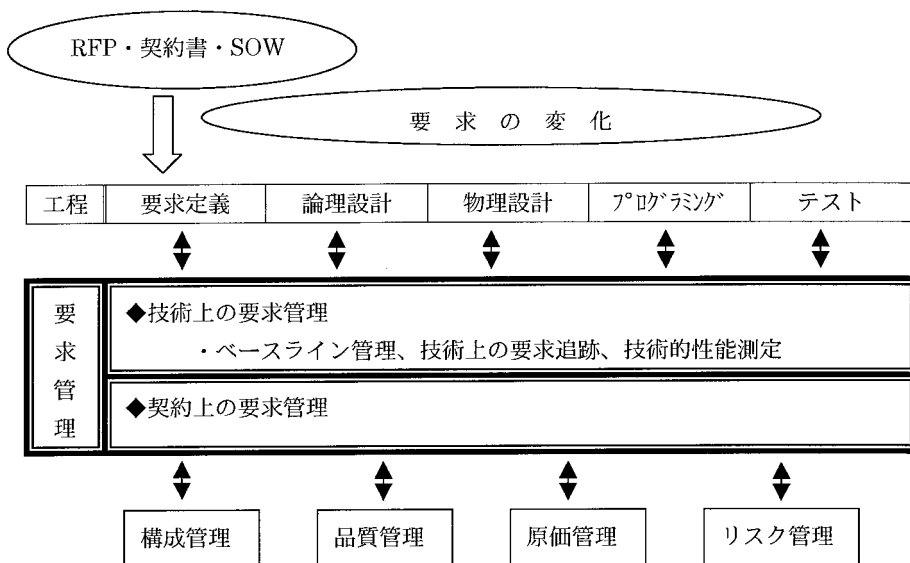 RFP・契約書・SOW
要求の変化
工程 要求定義 論理設計 物理設計 プログラミング テスト
要求管理
◆技術上の要求管理
・ベースライン管理、技術上の要求追跡、技術的性能測定
◆契約上の要求管理
構成管理 品質管理 原価管理 リスク管理